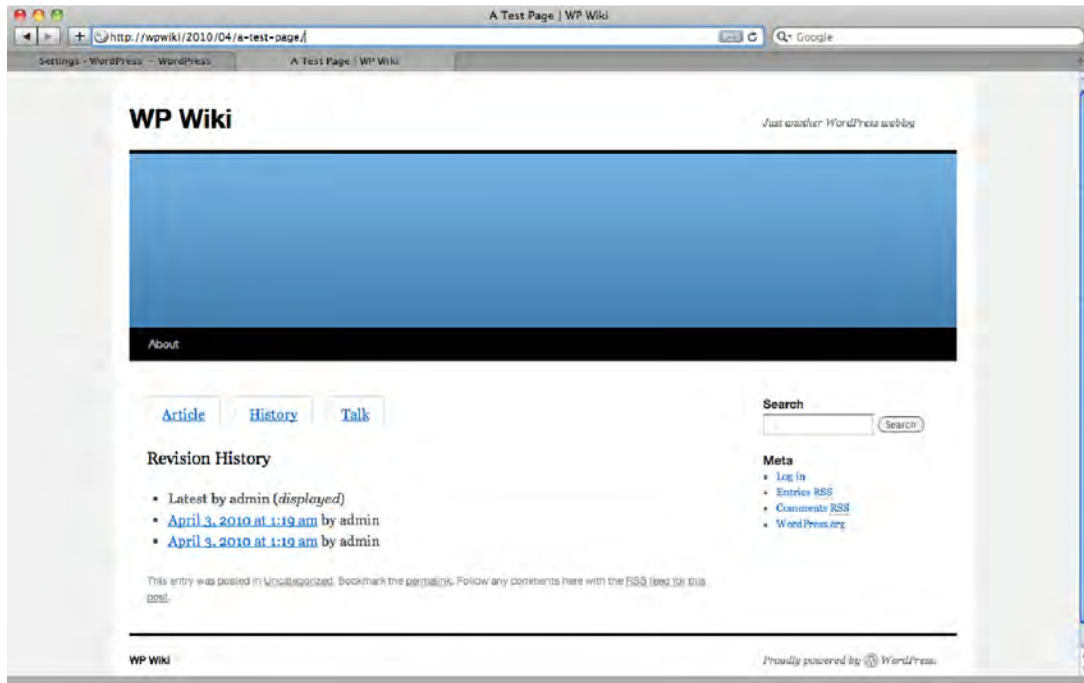 A Test Page | WP Wiki
http://wpwiki/2010/04/a-test-page/
Google
Settings - WordPress — WordPress
A Test Page | WP Wiki
WP Wiki
Just another WordPress weblog
About
Article
History
Talk
Revision History
Latest by admin (displayed)
April 3, 2010 at 1:19 am by admin
April 3, 2010 at 1:19 am by admin
This entry was posted in Uncategorized. Bookmark the permalink. Follow any comments here with the RSS feed for this
post.
Search
Search
Meta
Log in
Entries RSS
Comments RSS
WordPress.org
WP Wiki
Proudly powered by WordPress.